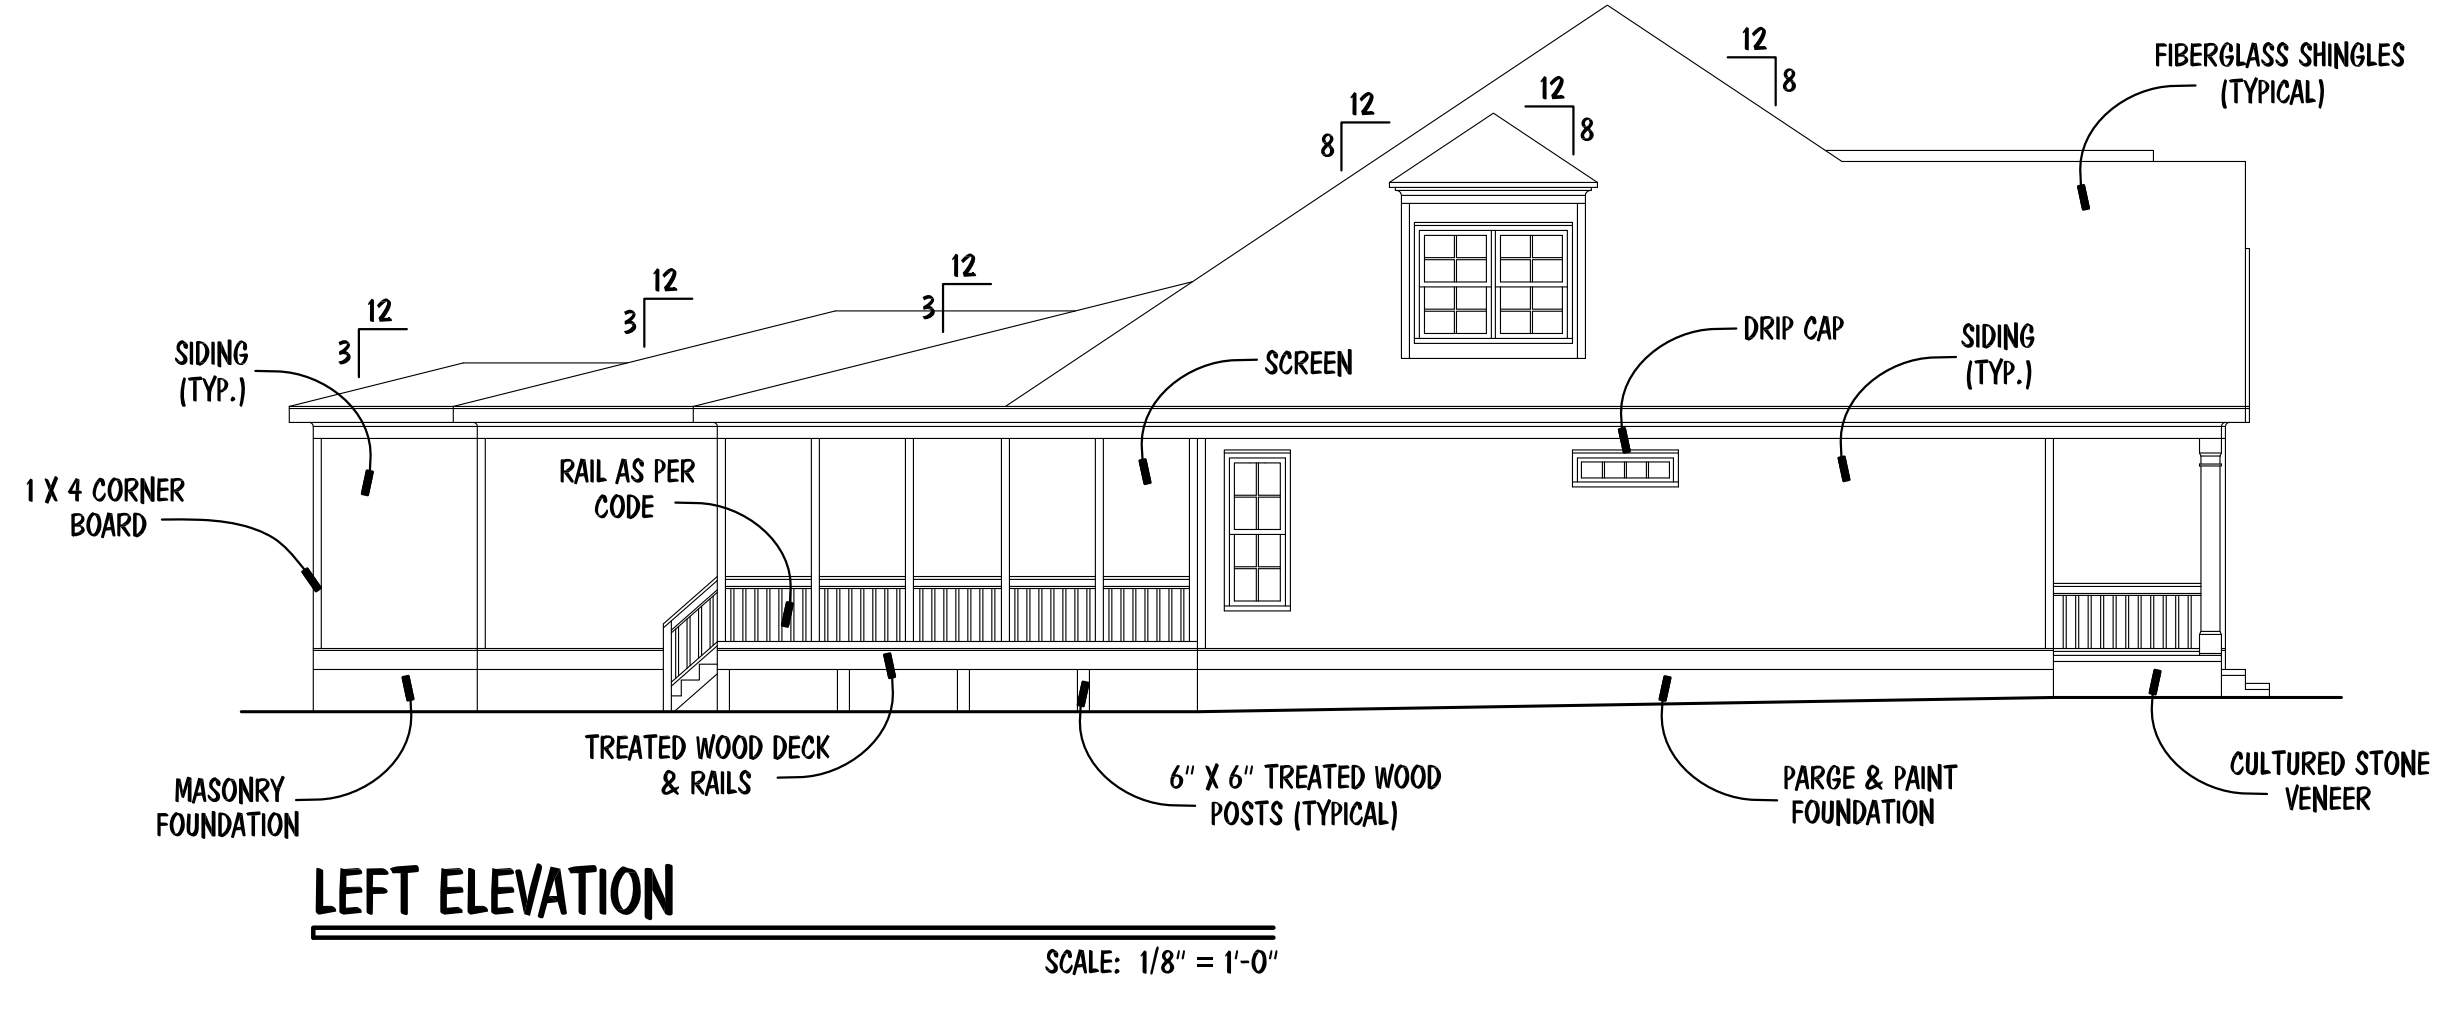 12
8
FIBERGLASS SHINGLES
(TYPICAL)
12
8
12
8
12
3
12
3
12
3
SIDING
(TYP.)
SCREEN
DRIP CAP
SIDING
(TYP.)
RAIL AS PER
CODE
1 X 4 CORNER
BOARD
TREATED WOOD DECK
& RAILS
MASONRY
FOUNDATION
6" X 6" TREATED WOOD
POSTS (TYPICAL)
PARGE & PAINT
FOUNDATION
CULTURED STONE
VENEER
LEFT ELEVATION
SCALE: 1/8" = 1'-0"